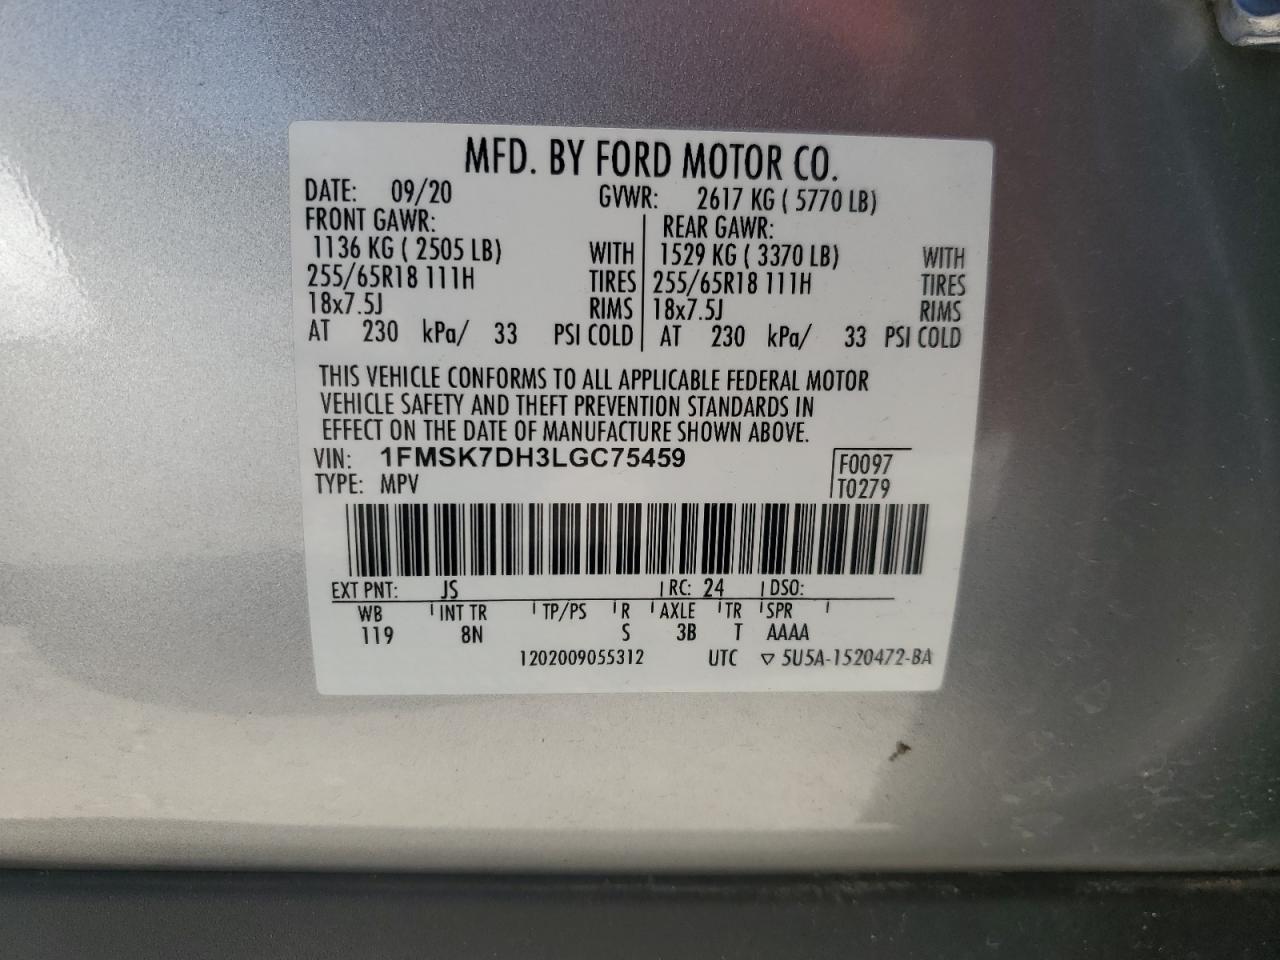 MFD. BY FORD MOTOR CO.
DATE: 09/20 GVWR: 2617 KG ( 5770 LB)
FRONT GAWR: REAR GAWR:
1136 KG ( 2505 LB) WITH 1529 KG ( 3370 LB) WITH
255/65R18 111H TIRES 255/65R18 111H TIRES
18x7.5J RIMS 18x7.5J RIMS
AT 230 kPa/ 33 PSI COLD AT 230 kPa/ 33 PSI COLD
THIS VEHICLE CONFORMS TO ALL APPLICABLE FEDERAL MOTOR
VEHICLE SAFETY AND THEFT PREVENTION STANDARDS IN
EFFECT ON THE DATE OF MANUFACTURE SHOWN ABOVE.
VIN: 1FMSK7DH3LGC75459 F0097
TYPE: MPV T0279
EXT PNT: JS RC: 24 DSO:
WB INT TR TP/PS R AXLE TR SPR
119 8N S 3B T AAAA
1202009055312 UTC ▽ 5U5A-1520472-BA